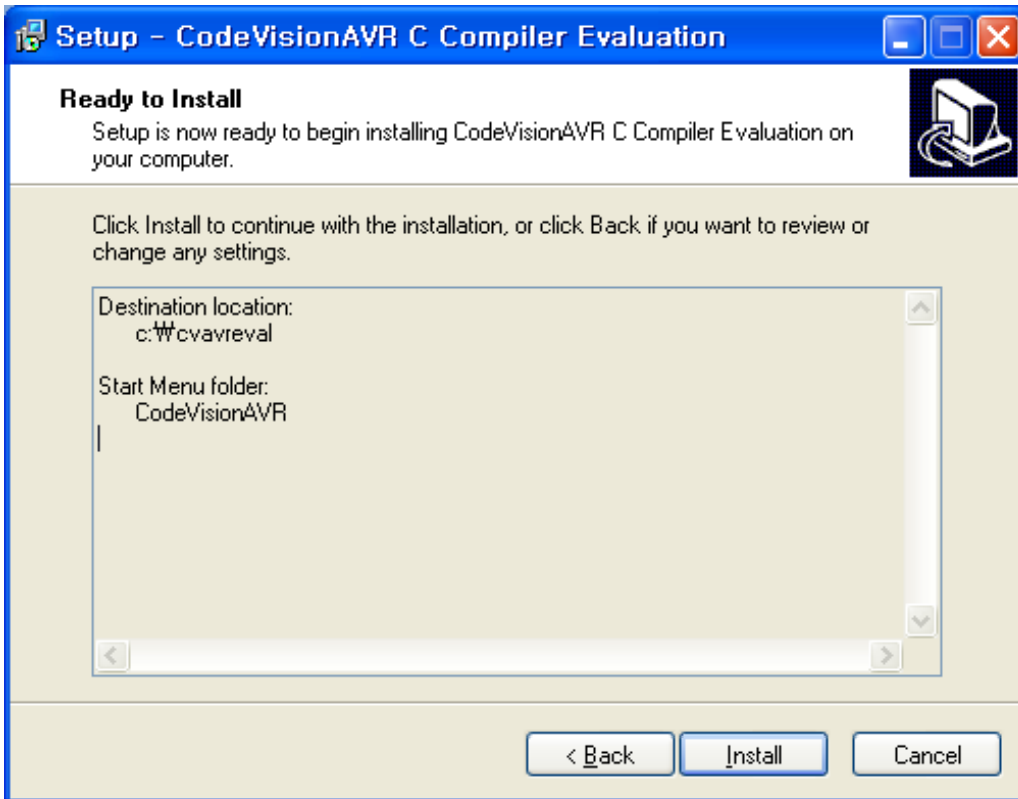 Setup - CodeVisionAVR C Compiler Evaluation
Ready to Install
Setup is now ready to begin installing CodeVisionAVR C Compiler Evaluation on
your computer.
Click Install to continue with the installation, or click Back if you want to review or
change any settings.
Destination location:
c:₩cvavreval
Start Menu folder:
CodeVisionAVR
< Back
Install
Cancel